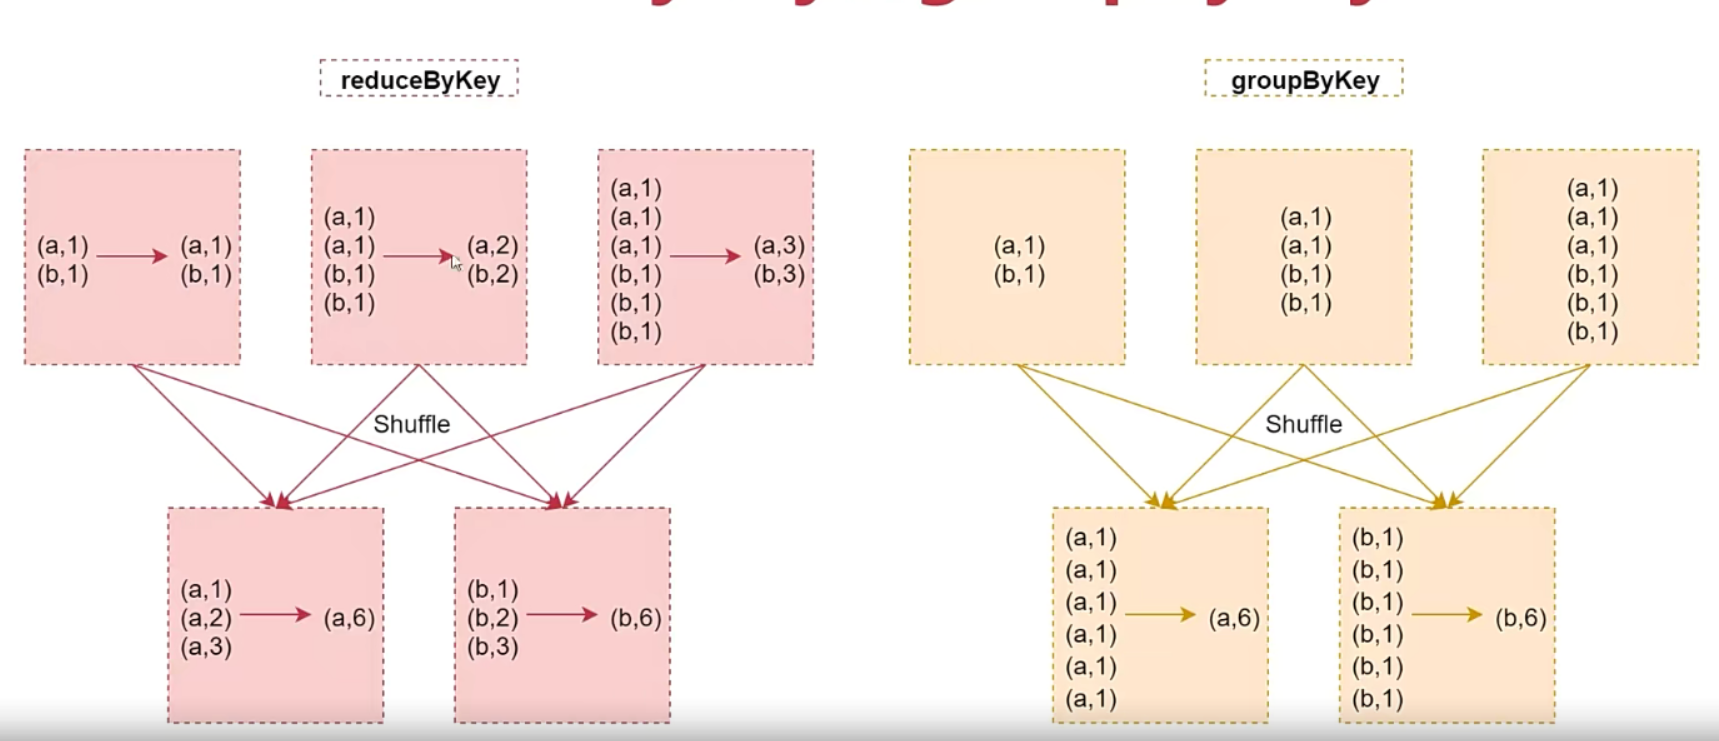 reduceByKey
(a,1)
(b,1)
(a,1)
(b,1)
(a,1)
(a,1)
(b,1)
(b,1)
(a,2)
(b,2)
(a,1)
(a,1)
(a,1)
(b,1)
(b,1)
(b,1)
(a,3)
(b,3)
Shuffle
(a,1)
(a,2)
(a,3)
(a,6)
(b,1)
(b,2)
(b,3)
(b,6)
groupByKey
(a,1)
(b,1)
(a,1)
(a,1)
(b,1)
(b,1)
(a,1)
(a,1)
(a,1)
(b,1)
(b,1)
(b,1)
Shuffle
(a,1)
(a,1)
(a,1)
(a,1)
(a,1)
(a,1)
(a,6)
(b,1)
(b,1)
(b,1)
(b,1)
(b,1)
(b,1)
(b,6)